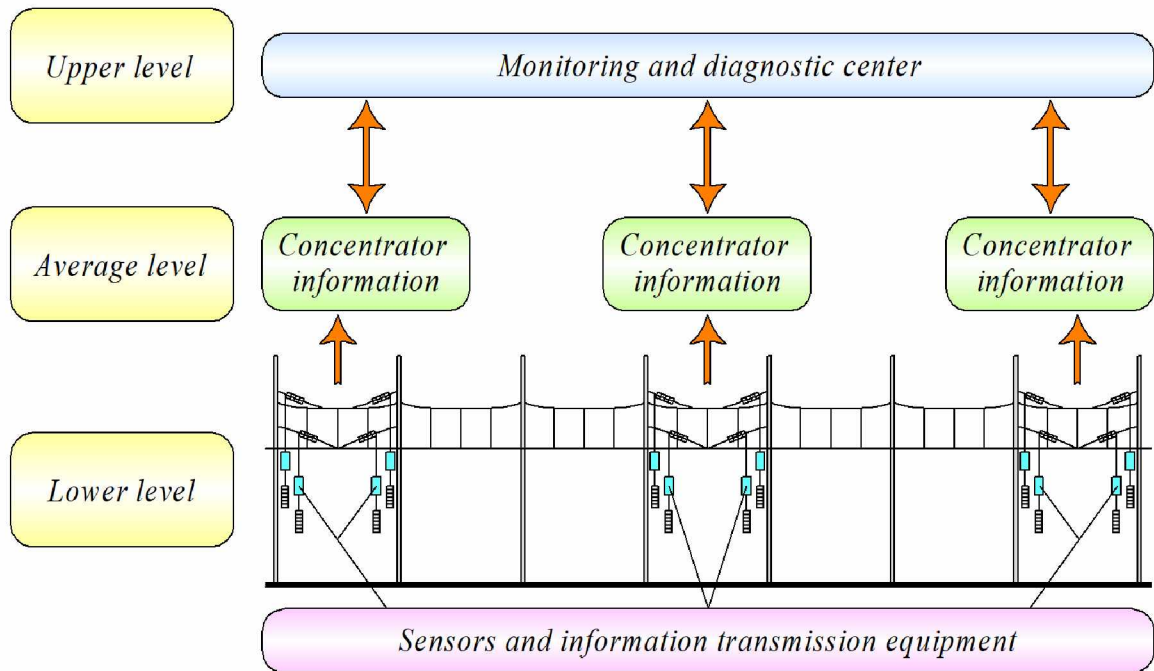 Upper level
Monitoring and diagnostic center
Average level
Concentrator
information
Concentrator
information
Concentrator
information
Lower level
Sensors and information transmission equipment